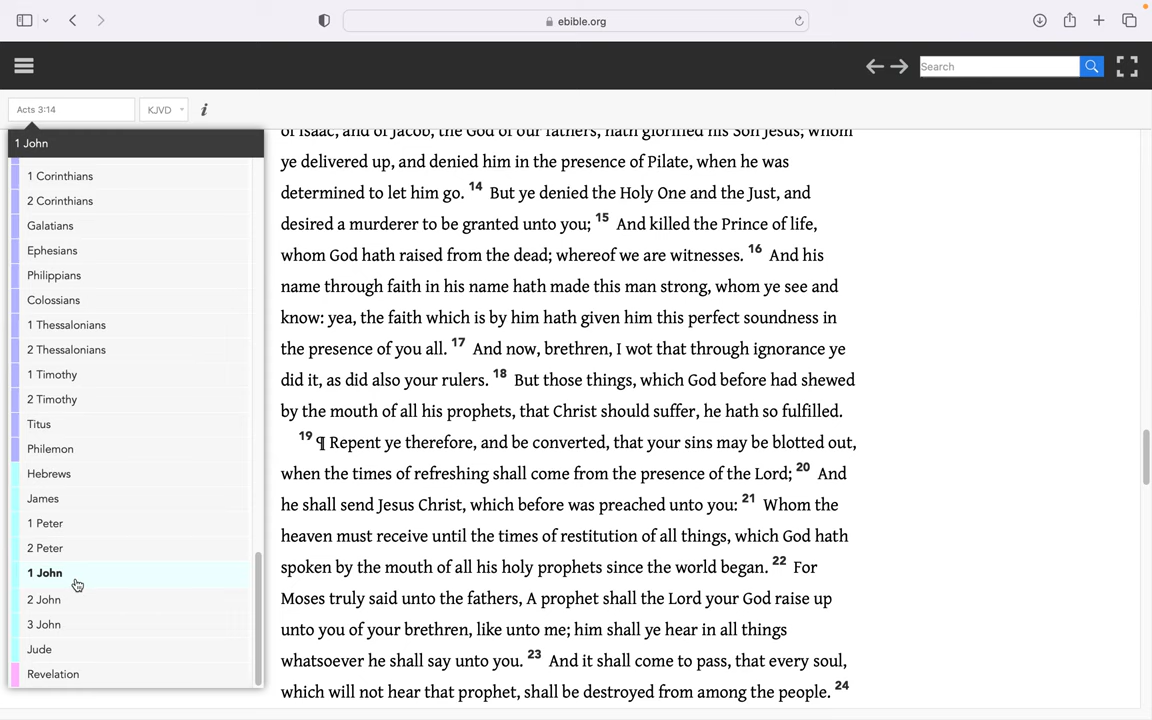 ebible.org
Search
Acts 3:14
KJVD
i
1 John
1 Corinthians
2 Corinthians
Galatians
Ephesians
Philippians
Colossians
1 Thessalonians
2 Thessalonians
1 Timothy
2 Timothy
Titus
Philemon
Hebrews
James
1 Peter
2 Peter
1 John
2 John
3 John
Jude
Revelation
of Isaac, and of Jacob, the God of our fathers, hath glorified his Son Jesus; whom
ye delivered up, and denied him in the presence of Pilate, when he was
determined to let him go. 14 But ye denied the Holy One and the Just, and
desired a murderer to be granted unto you; 15 And killed the Prince of life,
whom God hath raised from the dead; whereof we are witnesses. 16 And his
name through faith in his name hath made this man strong, whom ye see and
know: yea, the faith which is by him hath given him this perfect soundness in
the presence of you all. 17 And now, brethren, I wot that through ignorance ye
did it, as did also your rulers. 18 But those things, which God before had shewed
by the mouth of all his prophets, that Christ should suffer, he hath so fulfilled.
19 ¶ Repent ye therefore, and be converted, that your sins may be blotted out,
when the times of refreshing shall come from the presence of the Lord; 20 And
he shall send Jesus Christ, which before was preached unto you: 21 Whom the
heaven must receive until the times of restitution of all things, which God hath
spoken by the mouth of all his holy prophets since the world began. 22 For
Moses truly said unto the fathers, A prophet shall the Lord your God raise up
unto you of your brethren, like unto me; him shall ye hear in all things
whatsoever he shall say unto you. 23 And it shall come to pass, that every soul,
which will not hear that prophet, shall be destroyed from among the people. 24